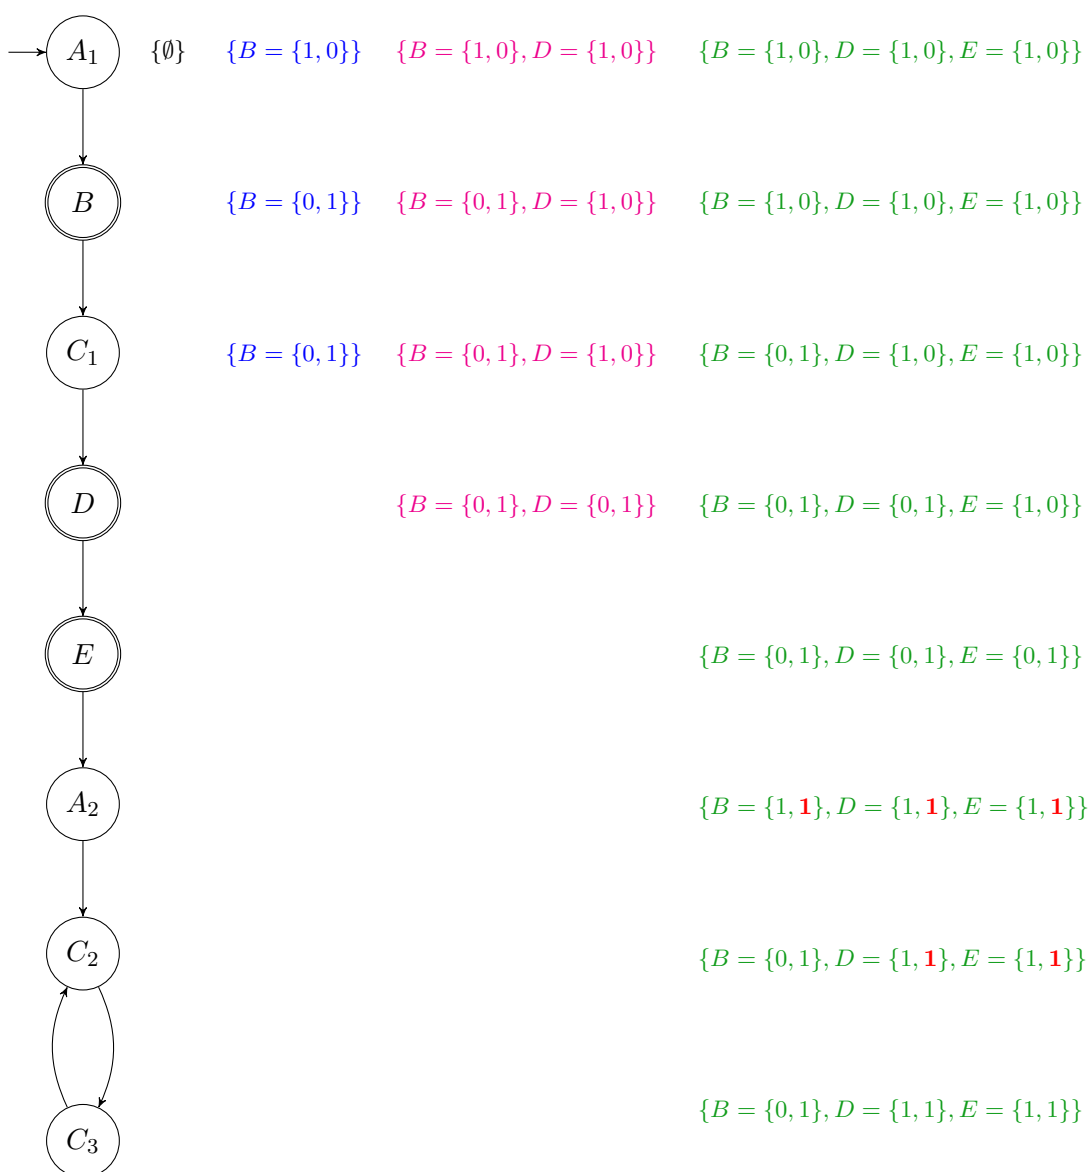 A₁ {∅} {B = {1, 0}} {B = {1, 0}, D = {1, 0}} {B = {1, 0}, D = {1, 0}, E = {1, 0}}
B {B = {0, 1}} {B = {0, 1}, D = {1, 0}} {B = {1, 0}, D = {1, 0}, E = {1, 0}}
C₁ {B = {0, 1}} {B = {0, 1}, D = {1, 0}} {B = {0, 1}, D = {1, 0}, E = {1, 0}}
D {B = {0, 1}, D = {0, 1}} {B = {0, 1}, D = {0, 1}, E = {1, 0}}
E {B = {0, 1}, D = {0, 1}, E = {0, 1}}
A₂ {B = {1, 1}, D = {1, 1}, E = {1, 1}}
C₂ {B = {0, 1}, D = {1, 1}, E = {1, 1}}
C₃ {B = {0, 1}, D = {1, 1}, E = {1, 1}}